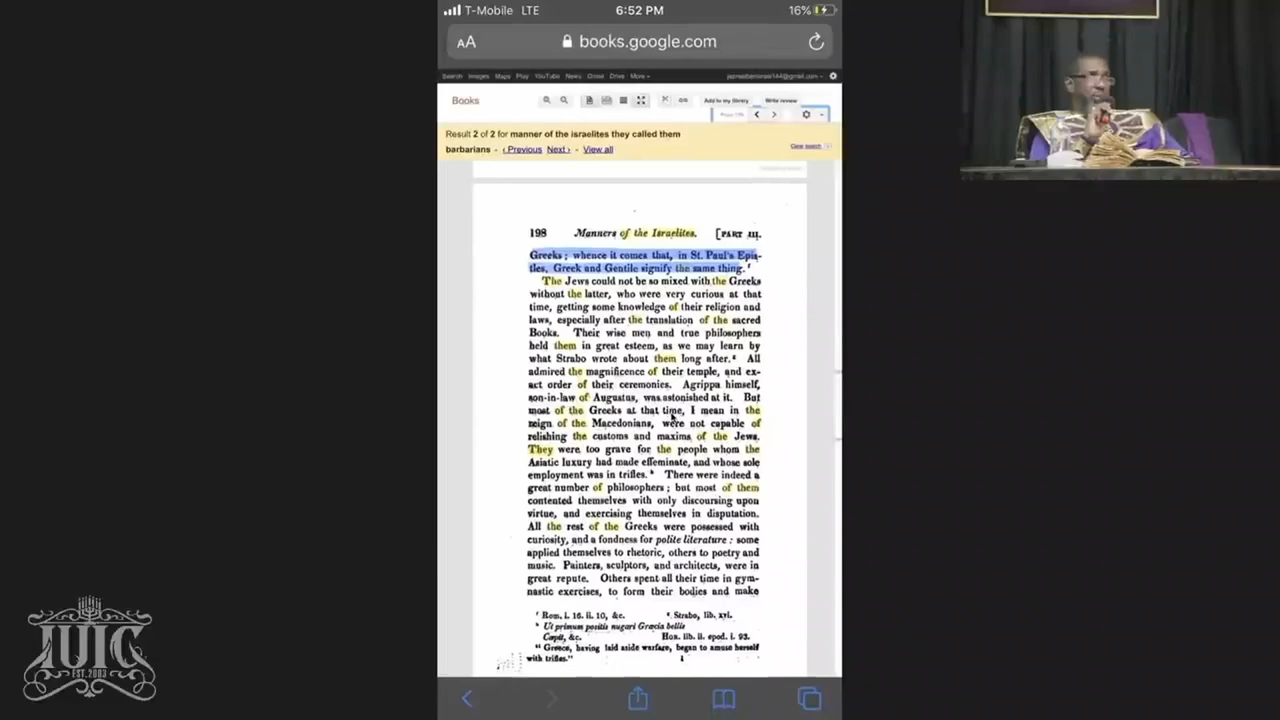 T-Mobile LTE 6:52 PM 16%
AA books.google.com
Search Images Maps Play YouTube News Gmail Drive More
Books Add to my library Write review
Result 2 of 2 for manner of the israelites they called them
barbarians - ‹ Previous Next › - View all Clear search
198 Manners of the Israelites. [PART III.
Greeks; whence it comes that, in St. Paul's Epis-
tles, Greek and Gentile signify the same thing.
The Jews could not be so mixed with the Greeks
without the latter, who were very curious at that
time, getting some knowledge of their religion and
laws, especially after the translation of the sacred
Books. Their wise men and true philosophers
held them in great esteem, as we may learn by
what Strabo wrote about them long after. All
admired the magnificence of their temple, and ex-
act order of their ceremonies. Agrippa himself,
son-in-law of Augustus, was astonished at it. But
most of the Greeks at that time, I mean in the
reign of the Macedonians, were not capable of
relishing the customs and maxims of the Jews.
They were too grave for the people whom the
Asiatic luxury had made effeminate, and whose sole
employment was in trifles. There were indeed a
great number of philosophers; but most of them
contented themselves with only discoursing upon
virtue, and exercising themselves in disputation.
All the rest of the Greeks were possessed with
curiosity, and a fondness for polite literature: some
applied themselves to rhetoric, others to poetry and
music. Painters, sculptors, and architects, were in
great repute. Others spent all their time in gym-
nastic exercises, to form their bodies and make
Rom. i. 16. ii. 10, &c. Strabo, lib. xvi.
Ut primum positis nugari Græcia bellis
Cœpit, &c. Hor. lib. ii. epod. i. 93.
"Greece, having laid aside warfare, began to amuse herself
with trifles."
IUIC
EST. 2003